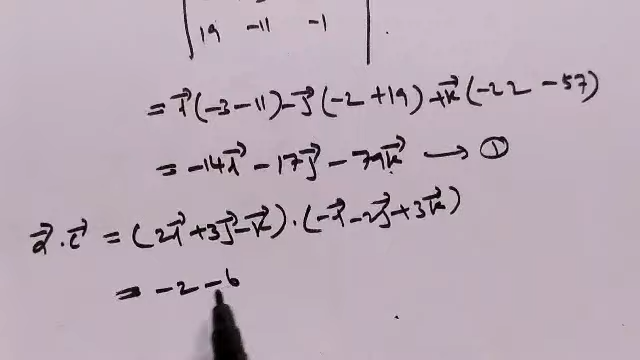 19 -11 -1
= i⃗(-3-11) - j⃗(-2+19) + k⃗(-22-57)
= -14i⃗ - 17j⃗ - 79k⃗ → ①
a⃗.c⃗ = (2i⃗+3j⃗-k⃗).(-i⃗-2j⃗+3k⃗)
= -2-6